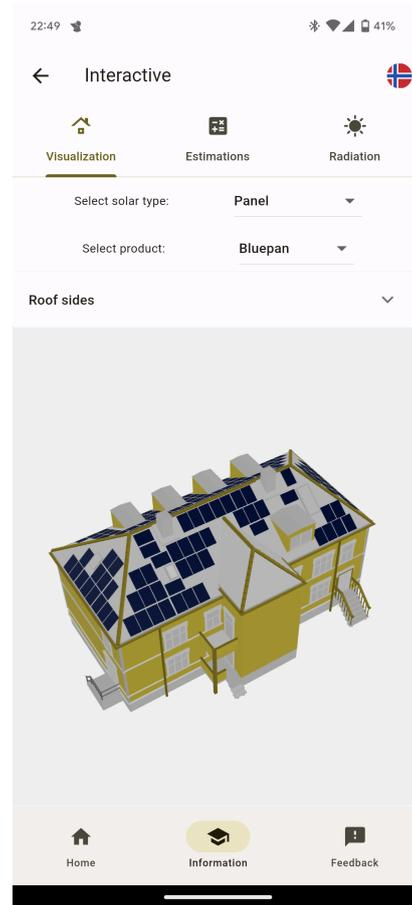 22:49 41%
Interactive
Visualization Estimations Radiation
Select solar type: Panel
Select product: Bluepan
Roof sides
Home Information Feedback